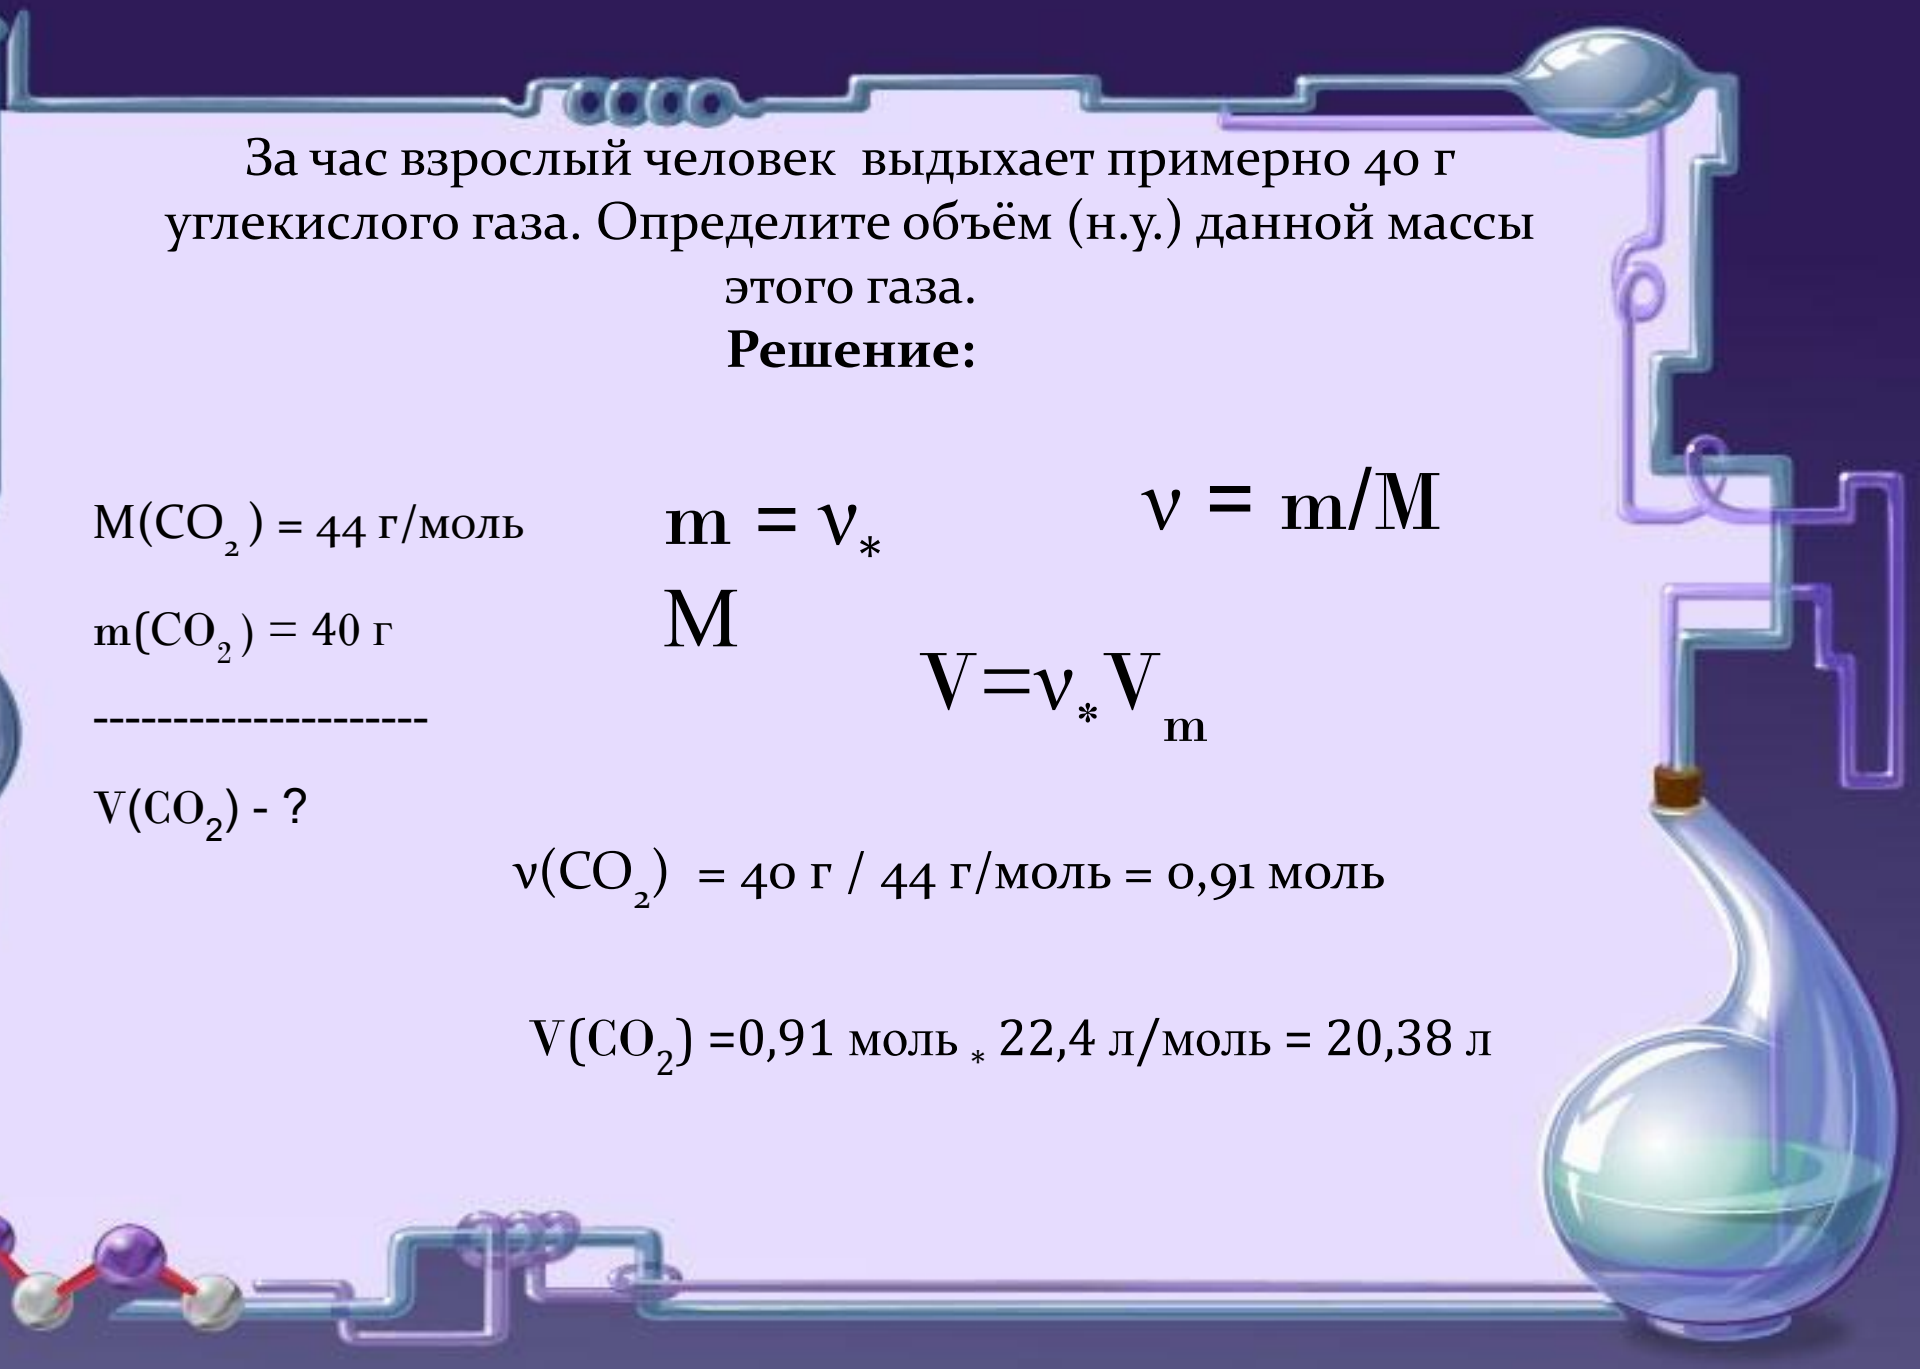 За час взрослый человек выдыхает примерно 40 г
углекислого газа. Определите объём (н.у.) данной массы
этого газа.
Решение:
M(CO₂) = 44 г/моль
m(CO₂) = 40 г
---------------------
V(CO₂) - ?
m = ν*
M
ν = m/M
V=ν*Vm
ν(CO₂) = 40 г / 44 г/моль = 0,91 моль
V(CO₂) =0,91 моль * 22,4 л/моль = 20,38 л